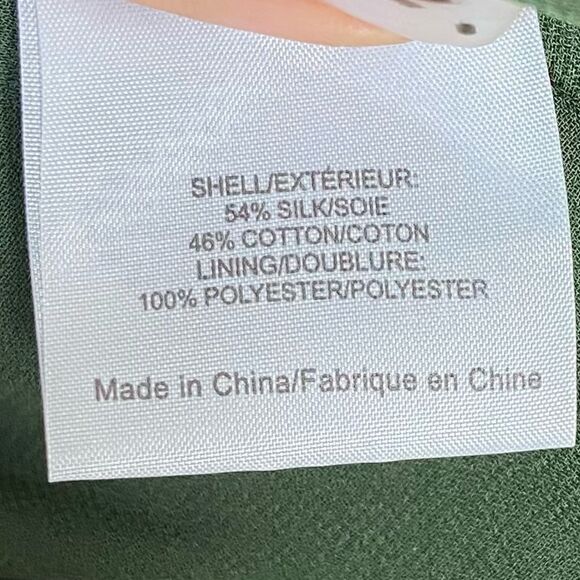 SHELL/EXTÉRIEUR:
54% SILK/SOIE
46% COTTON/COTON
LINING/DOUBLURE:
100% POLYESTER/POLYESTER
Made in China/Fabrique en Chine